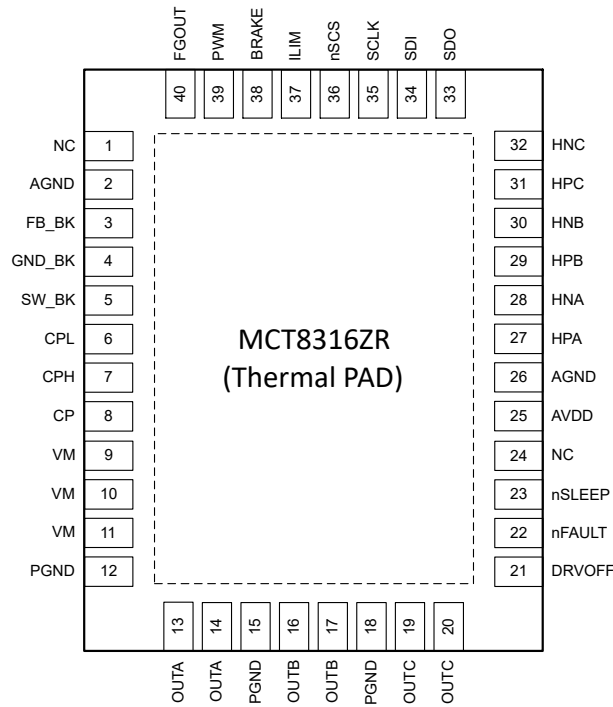 FGOUT
PWM
BRAKE
ILIM
nSCS
SCLK
SDI
SDO
40
39
38
37
36
35
34
33
NC 1
AGND 2
FB_BK 3
GND_BK 4
SW_BK 5
CPL 6
CPH 7
CP 8
VM 9
VM 10
VM 11
PGND 12
MCT8316ZR
(Thermal PAD)
32 HNC
31 HPC
30 HNB
29 HPB
28 HNA
27 HPA
26 AGND
25 AVDD
24 NC
23 nSLEEP
22 nFAULT
21 DRVOFF
13
14
15
16
17
18
19
20
OUTA
OUTA
PGND
OUTB
OUTB
PGND
OUTC
OUTC